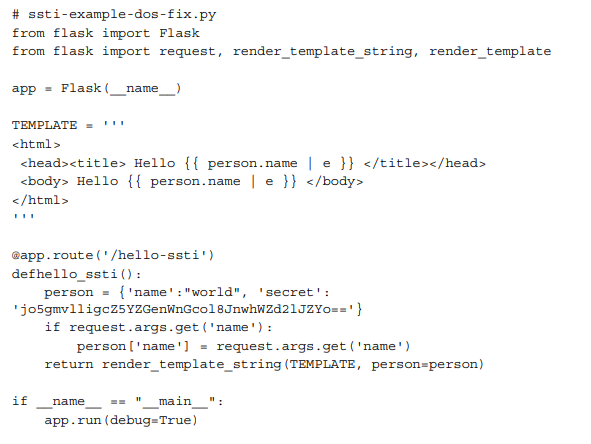 # ssti-example-dos-fix.py
from flask import Flask
from flask import request, render_template_string, render_template

app = Flask(__name__)

TEMPLATE = '''
<html>
 <head><title> Hello {{ person.name | e }} </title></head>
 <body> Hello {{ person.name | e }} </body>
</html>
'''

@app.route('/hello-ssti')
defhello_ssti():
    person = {'name':"world", 'secret':
'jo5gmvlligcZ5YZGenWnGcol8JnwhWZd2lJZYo=='}
    if request.args.get('name'):
        person['name'] = request.args.get('name')
    return render_template_string(TEMPLATE, person=person)

if __name__ == "__main__":
    app.run(debug=True)